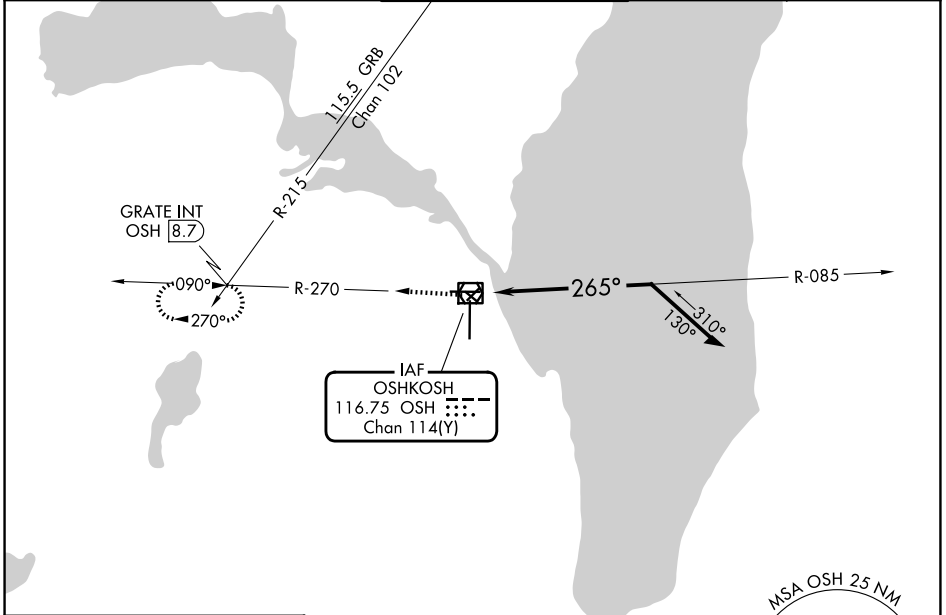 115.5 GRB
Chan 102
R-215
GRATE INT
OSH 8.7
090°
270°
R-270
265°
R-085
310°
130°
IAF
OSHKOSH
116.75 OSH
Chan 114(Y)
MSA OSH 25 NM